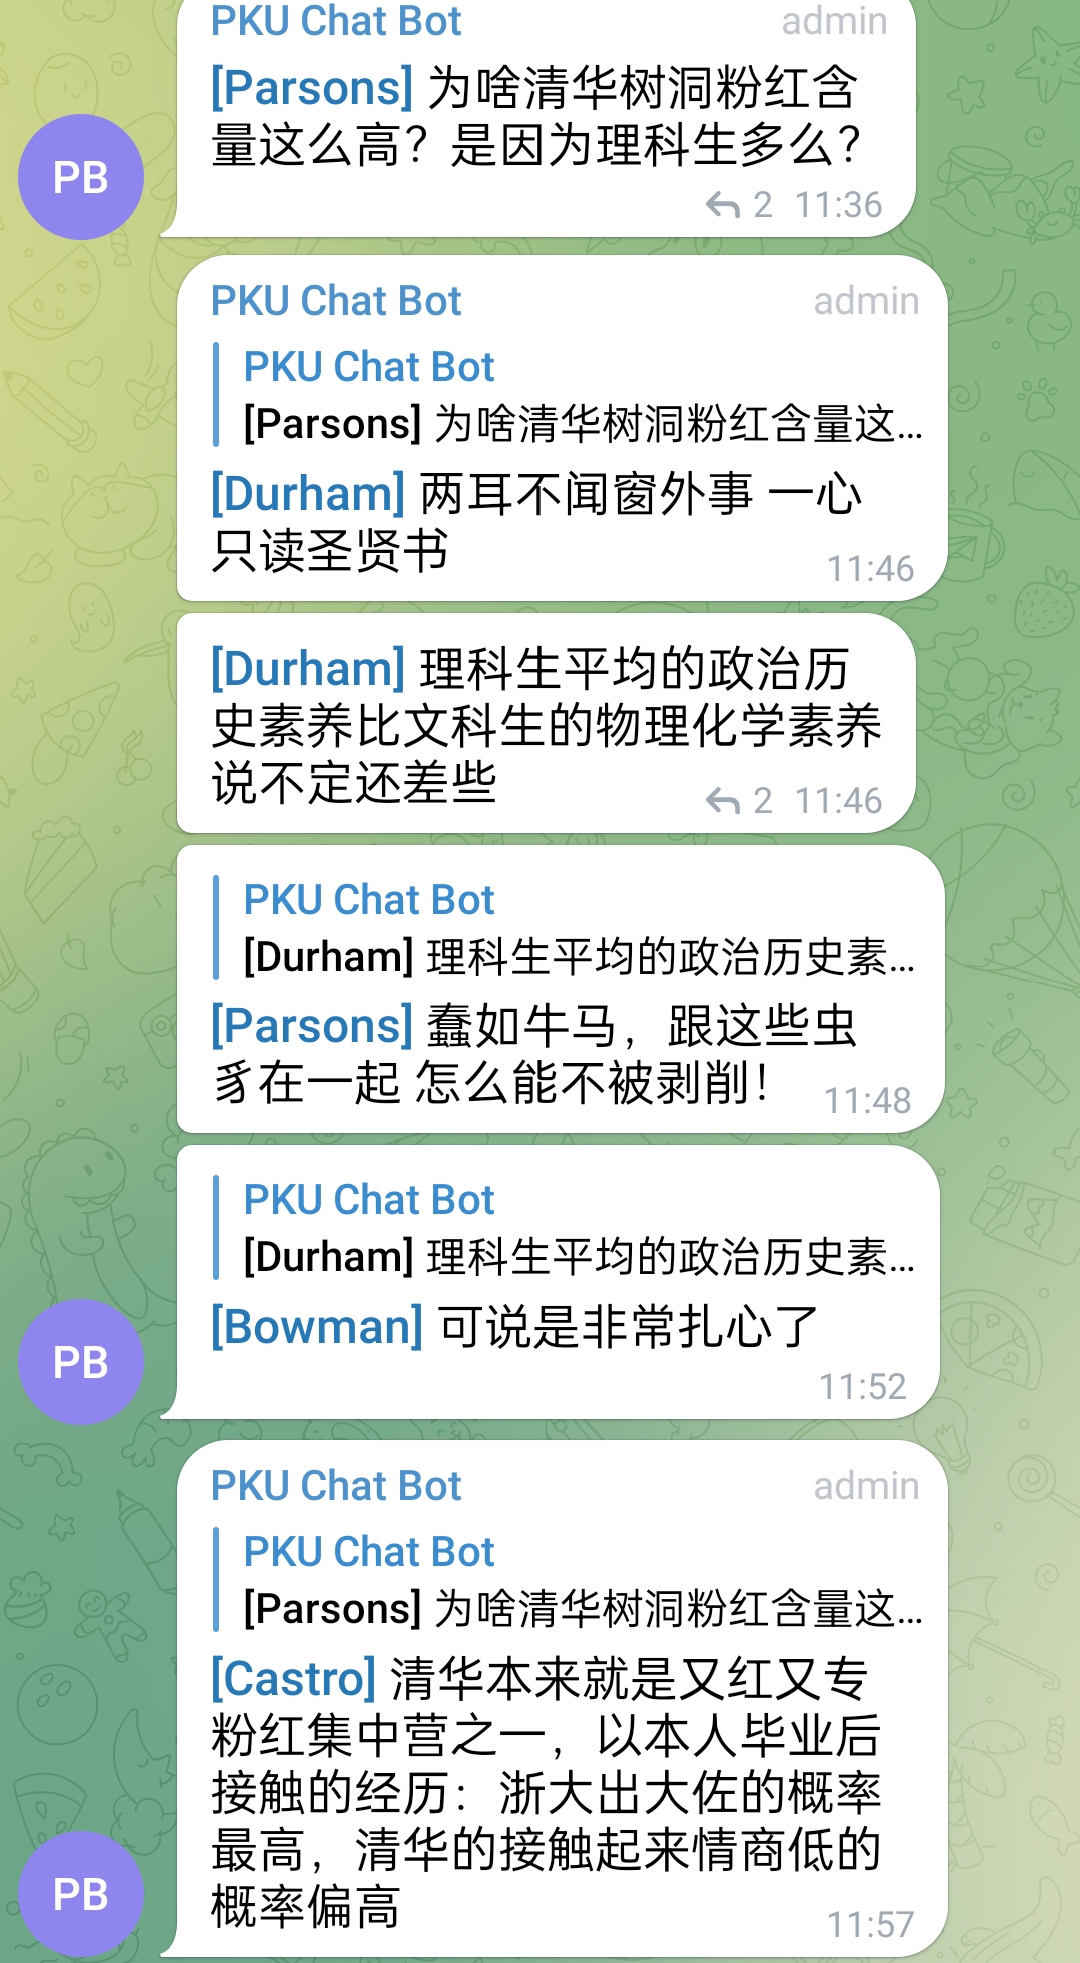 PKU Chat Bot admin
[Parsons] 为啥清华树洞粉红含
量这么高？是因为理科生多么？
2 11:36
PB
PKU Chat Bot admin
PKU Chat Bot
[Parsons] 为啥清华树洞粉红含量这...
[Durham] 两耳不闻窗外事 一心
只读圣贤书
11:46
[Durham] 理科生平均的政治历
史素养比文科生的物理化学素养
说不定还差些
2 11:46
PKU Chat Bot
[Durham] 理科生平均的政治历史素...
[Parsons] 蠢如牛马，跟这些虫
豸在一起 怎么能不被剥削！
11:48
PKU Chat Bot
[Durham] 理科生平均的政治历史素...
[Bowman] 可说是非常扎心了
11:52
PB
PKU Chat Bot admin
PKU Chat Bot
[Parsons] 为啥清华树洞粉红含量这...
[Castro] 清华本来就是又红又专
粉红集中营之一，以本人毕业后
接触的经历：浙大出大佐的概率
最高，清华的接触起来情商低的
概率偏高
11:57
PB